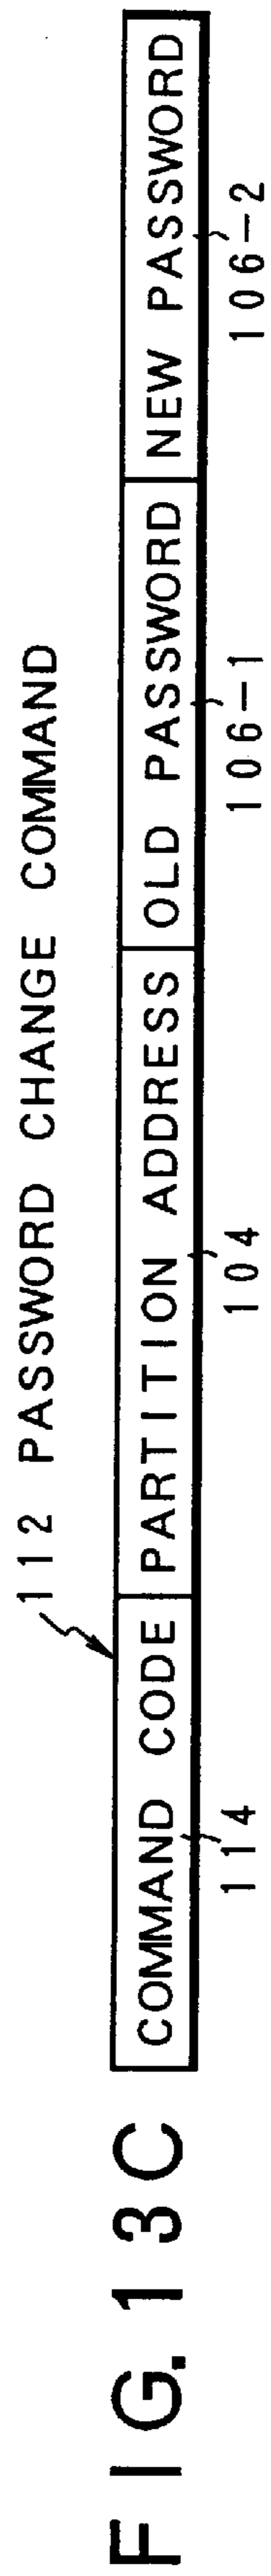 FIG. 13C
112 PASSWORD CHANGE COMMAND
COMMAND CODE PARTITION ADDRESS OLD PASSWORD NEW PASSWORD
114 104 106-1 106-2